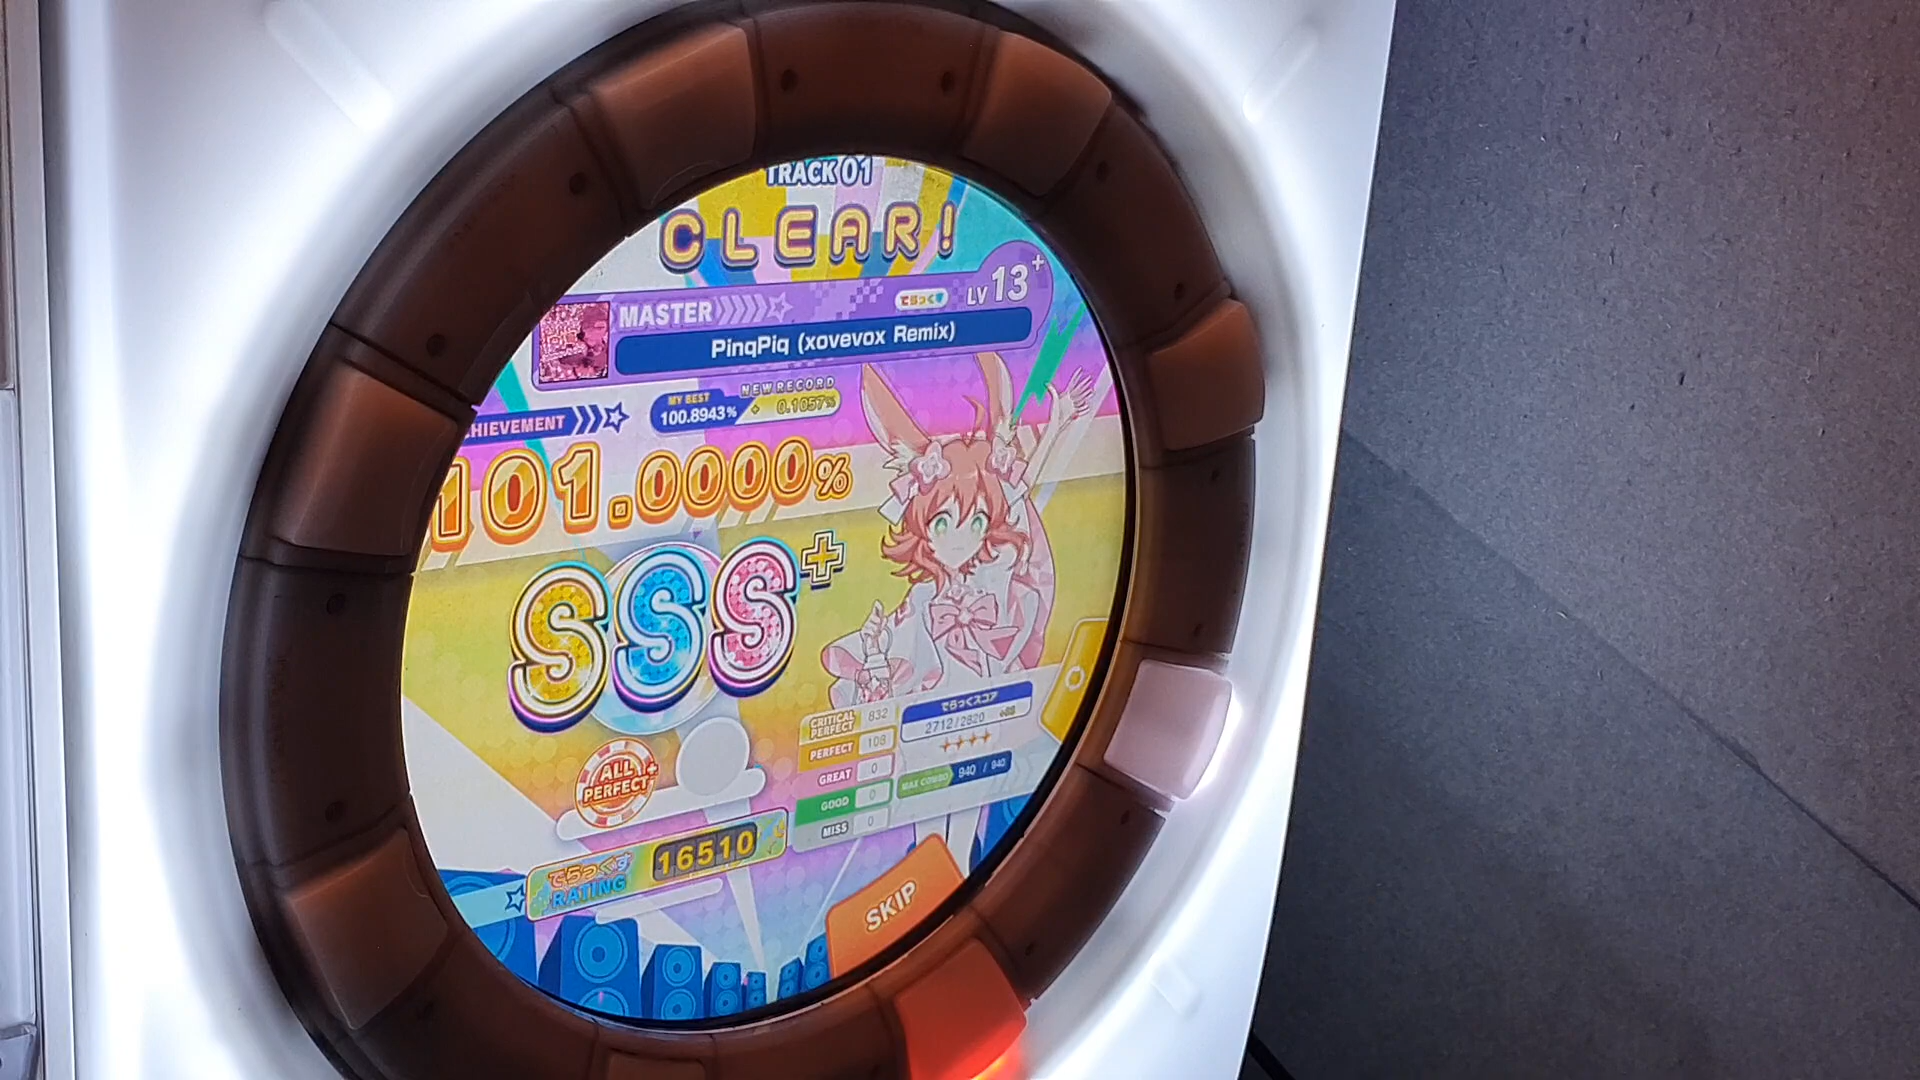 TRACK 01
CLEAR!
MASTER
でらっくす
LV 13+
PinqPiq (xovevox Remix)
ACHIEVEMENT
MY BEST
100.8943%
NEW RECORD
+ 0.1057%
101.0000%
SSS+
CRITICAL PERFECT 832
PERFECT 108
GREAT 0
GOOD 0
MISS 0
でらっくスコア
2712/2820
MAX COMBO 940 / 940
ALL PERFECT+
でらっくす
RATING
16510
SKIP